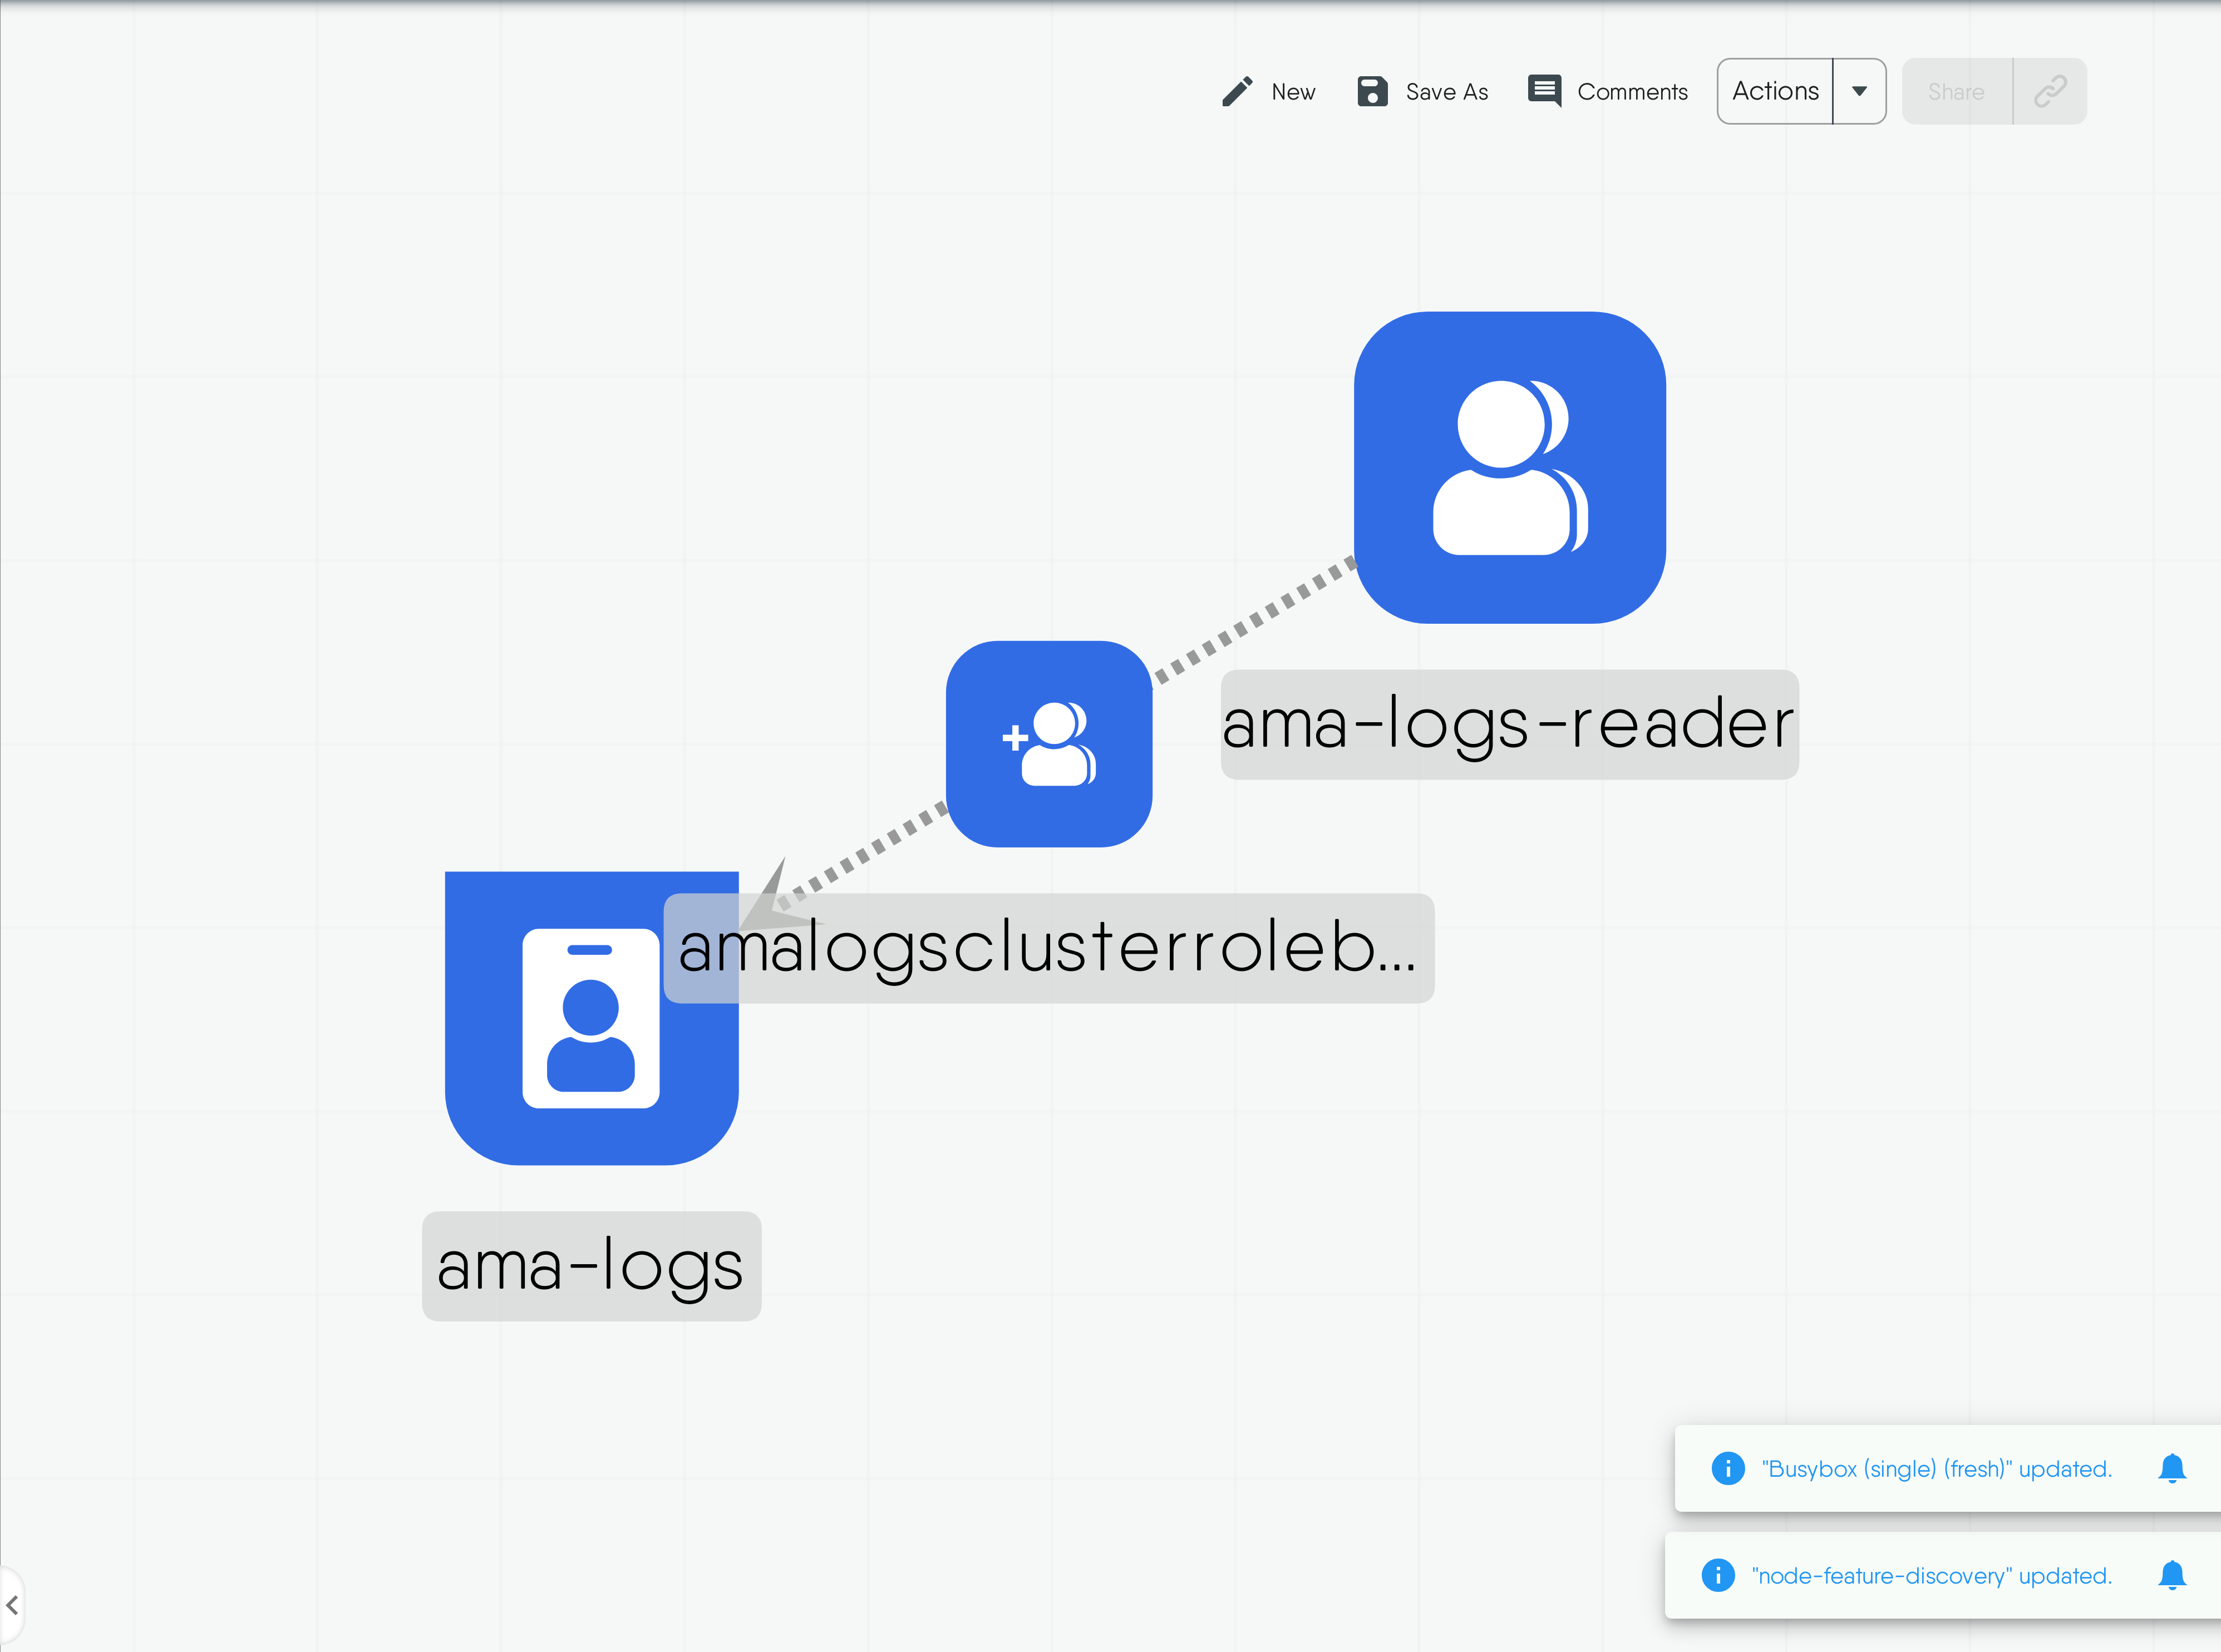 New
Save As
Comments
Actions
Share
ama-logs-reader
amalogsclusterroleb...
ama-logs
"Busybox (single) (fresh)" updated.
"node-feature-discovery" updated.